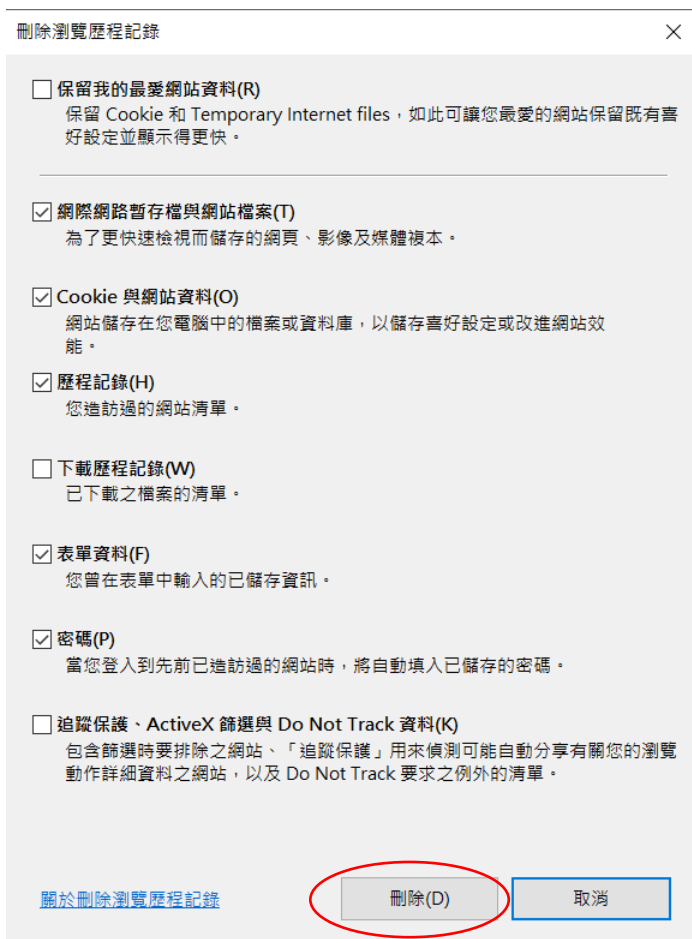 刪除瀏覽歷程記錄
保留我的最愛網站資料(R)
保留 Cookie 和 Temporary Internet files，如此可讓您最愛的網站保留既有喜
好設定並顯示得更快。
網際網路暫存檔與網站檔案(T)
為了更快速檢視而儲存的網頁、影像及媒體複本。
Cookie 與網站資料(O)
網站儲存在您電腦中的檔案或資料庫，以儲存喜好設定或改進網站效
能。
歷程記錄(H)
您造訪過的網站清單。
下載歷程記錄(W)
已下載之檔案的清單。
表單資料(F)
您曾在表單中輸入的已儲存資訊。
密碼(P)
當您登入到先前已造訪過的網站時，將自動填入已儲存的密碼。
追蹤保護、ActiveX 篩選與 Do Not Track 資料(K)
包含篩選時要排除之網站、「追蹤保護」用來偵測可能自動分享有關您的瀏覽
動作詳細資料之網站，以及 Do Not Track 要求之例外的清單。
關於刪除瀏覽歷程記錄
刪除(D)
取消